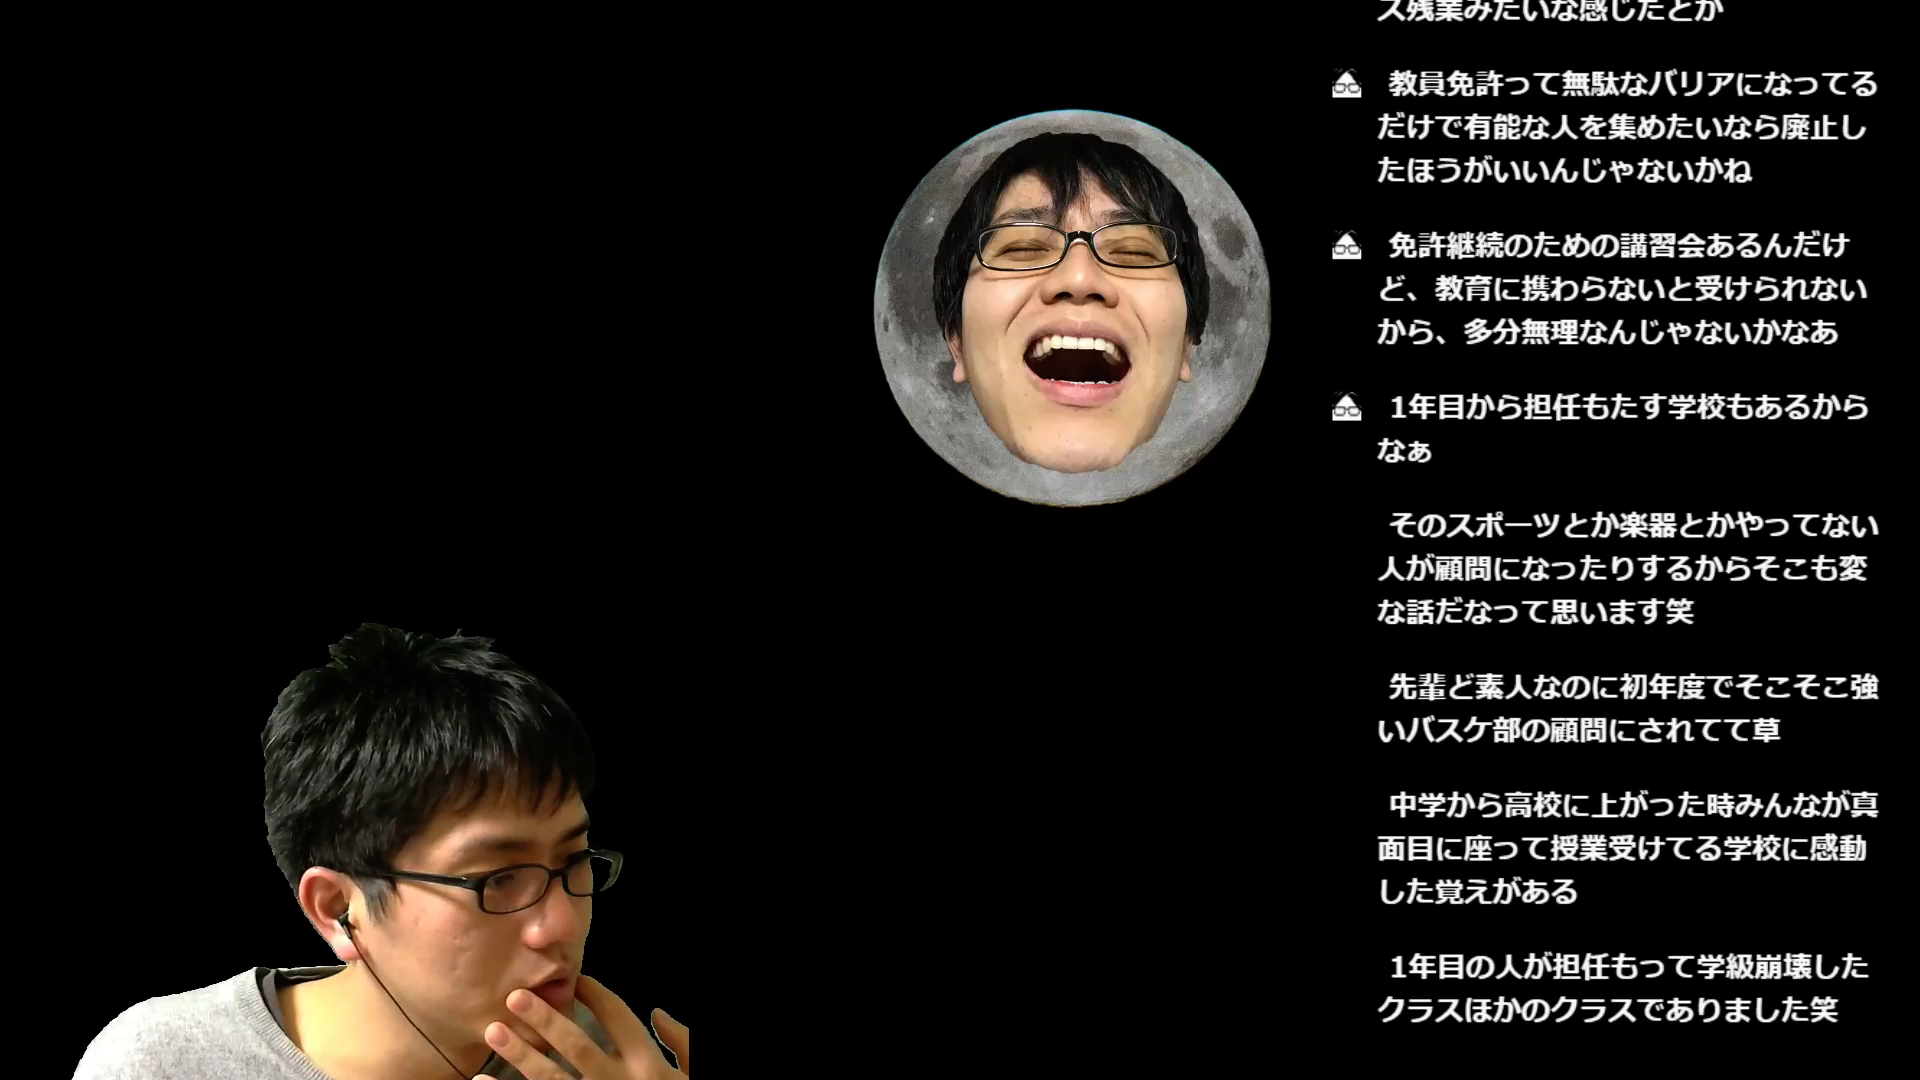 ス残業みたいな感じだとか
教員免許って無駄なバリアになってる
だけで有能な人を集めたいなら廃止し
たほうがいいんじゃないかね
免許継続のための講習会あるんだけ
ど、教育に携わらないと受けられない
から、多分無理なんじゃないかなあ
1年目から担任もたす学校もあるから
なぁ
そのスポーツとか楽器とかやってない
人が顧問になったりするからそこも変
な話だなって思います笑
先輩ど素人なのに初年度でそこそこ強
いバスケ部の顧問にされてて草
中学から高校に上がった時みんなが真
面目に座って授業受けてる学校に感動
した覚えがある
1年目の人が担任もって学級崩壊した
クラスほかのクラスでありました笑